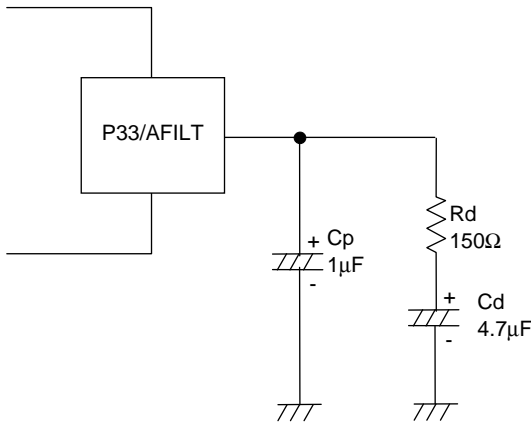 P33/AFILT
+
Cp
1μF
-
Rd
150Ω
+
Cd
4.7μF
-